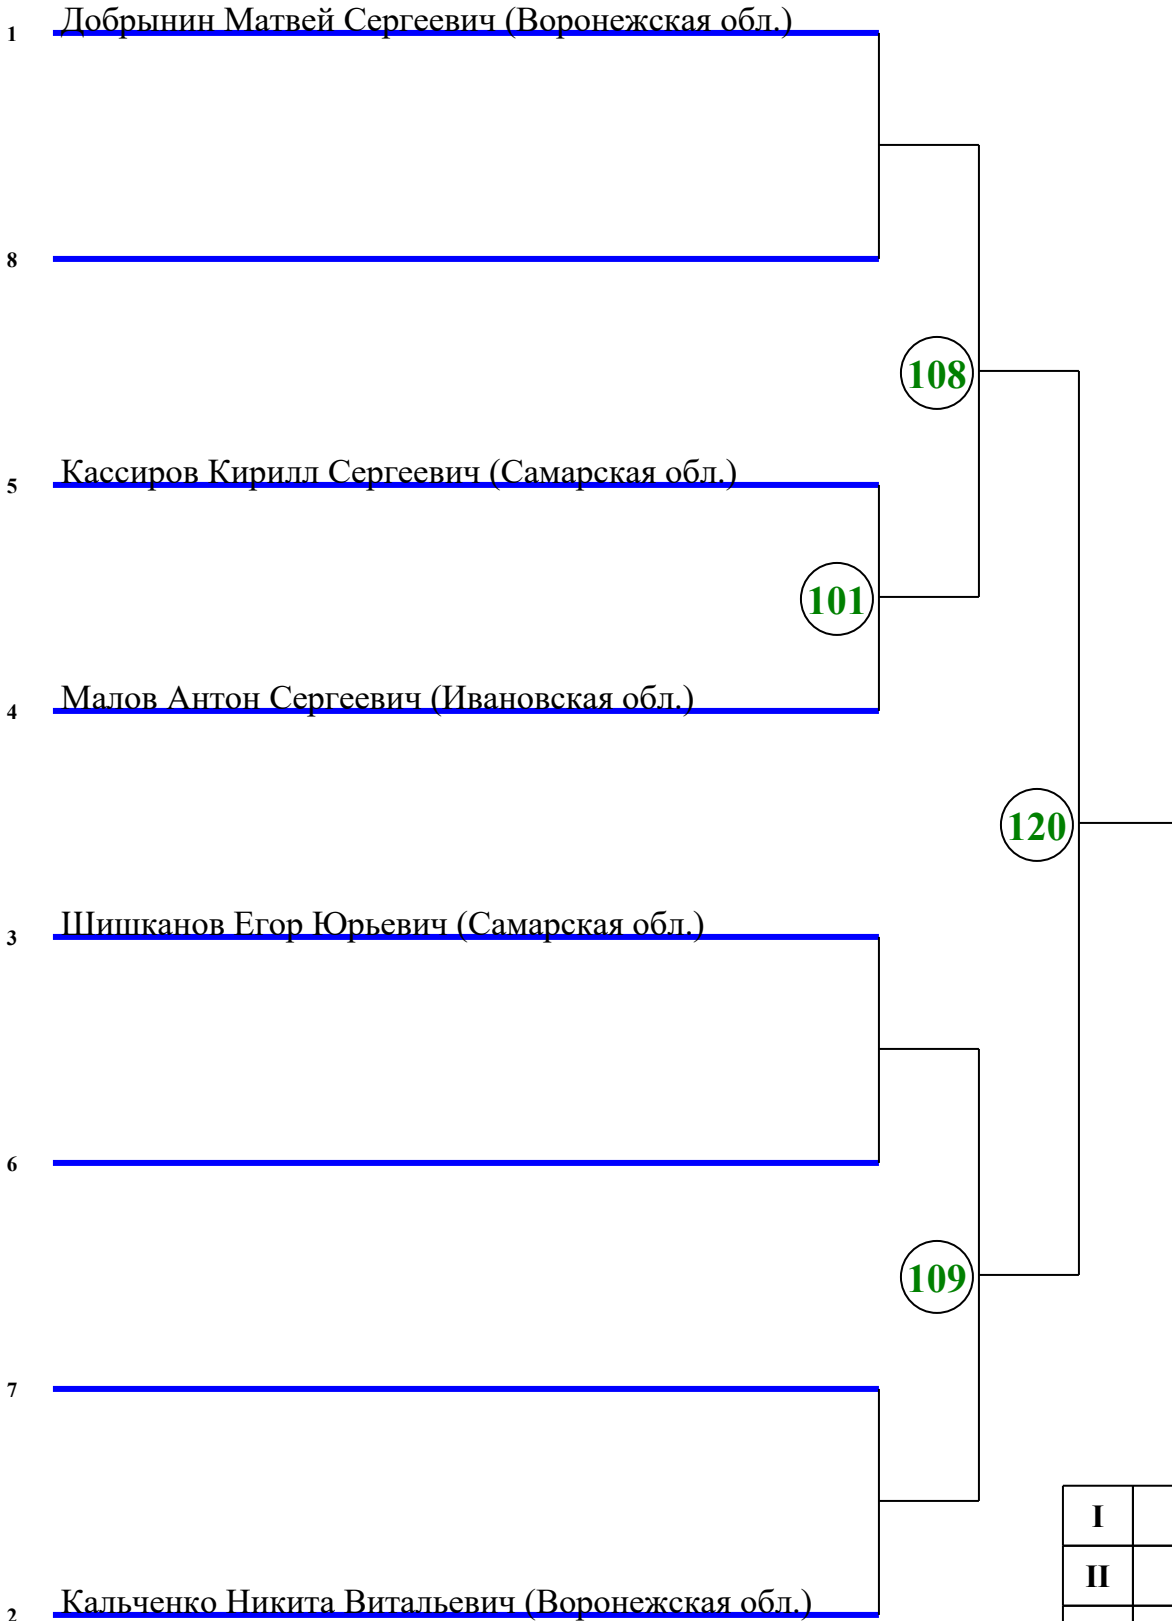 1 Добрынин Матвей Сергеевич (Воронежская обл.)
8
108
5 Кассиров Кирилл Сергеевич (Самарская обл.)
101
4 Малов Антон Сергеевич (Ивановская обл.)
120
3 Шишканов Егор Юрьевич (Самарская обл.)
6
109
7
I
II
2 Кальченко Никита Витальевич (Воронежская обл.)